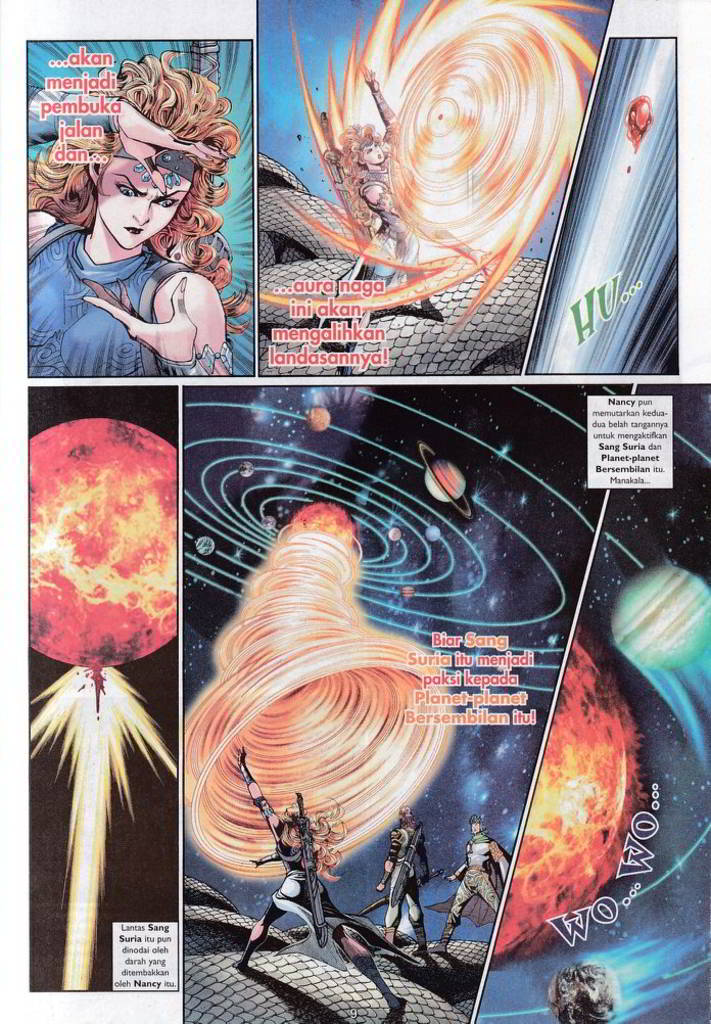 ...akan
menjadi
pembuka
jalan
dan...
...aura naga
ini akan
mengalihkan
landasannya!
HU...
Lantas Sang
Suria itu pun
dinodai oleh
darah yang
ditembakkan
oleh Nancy itu.
Biar Sang
Suria itu menjadi
paksi kepada
Planet-planet
Bersembilan itu!
Nancy pun
memutarkan kedua-
dua belah tangannya
untuk mengaktifkan
Sang Suria dan
Planet-planet
Bersembilan itu.
Manakala...
WO... WO...
9